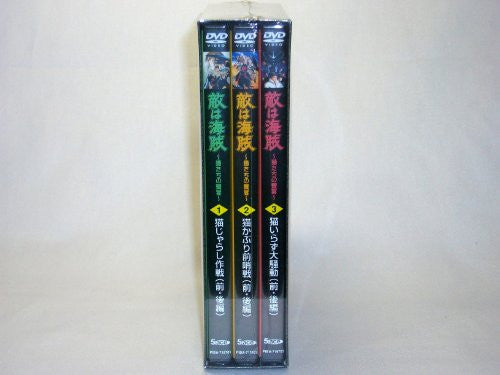 DVD
VIDEO
敵は海賊
～猫たちの饗宴～
1
猫じゃらし作戦(前・後編)
DVD
VIDEO
敵は海賊
～猫たちの饗宴～
2
猫かぶり前哨戦(前・後編)
DVD
VIDEO
敵は海賊
～猫たちの饗宴～
3
猫いらず大騒動(前・後編)